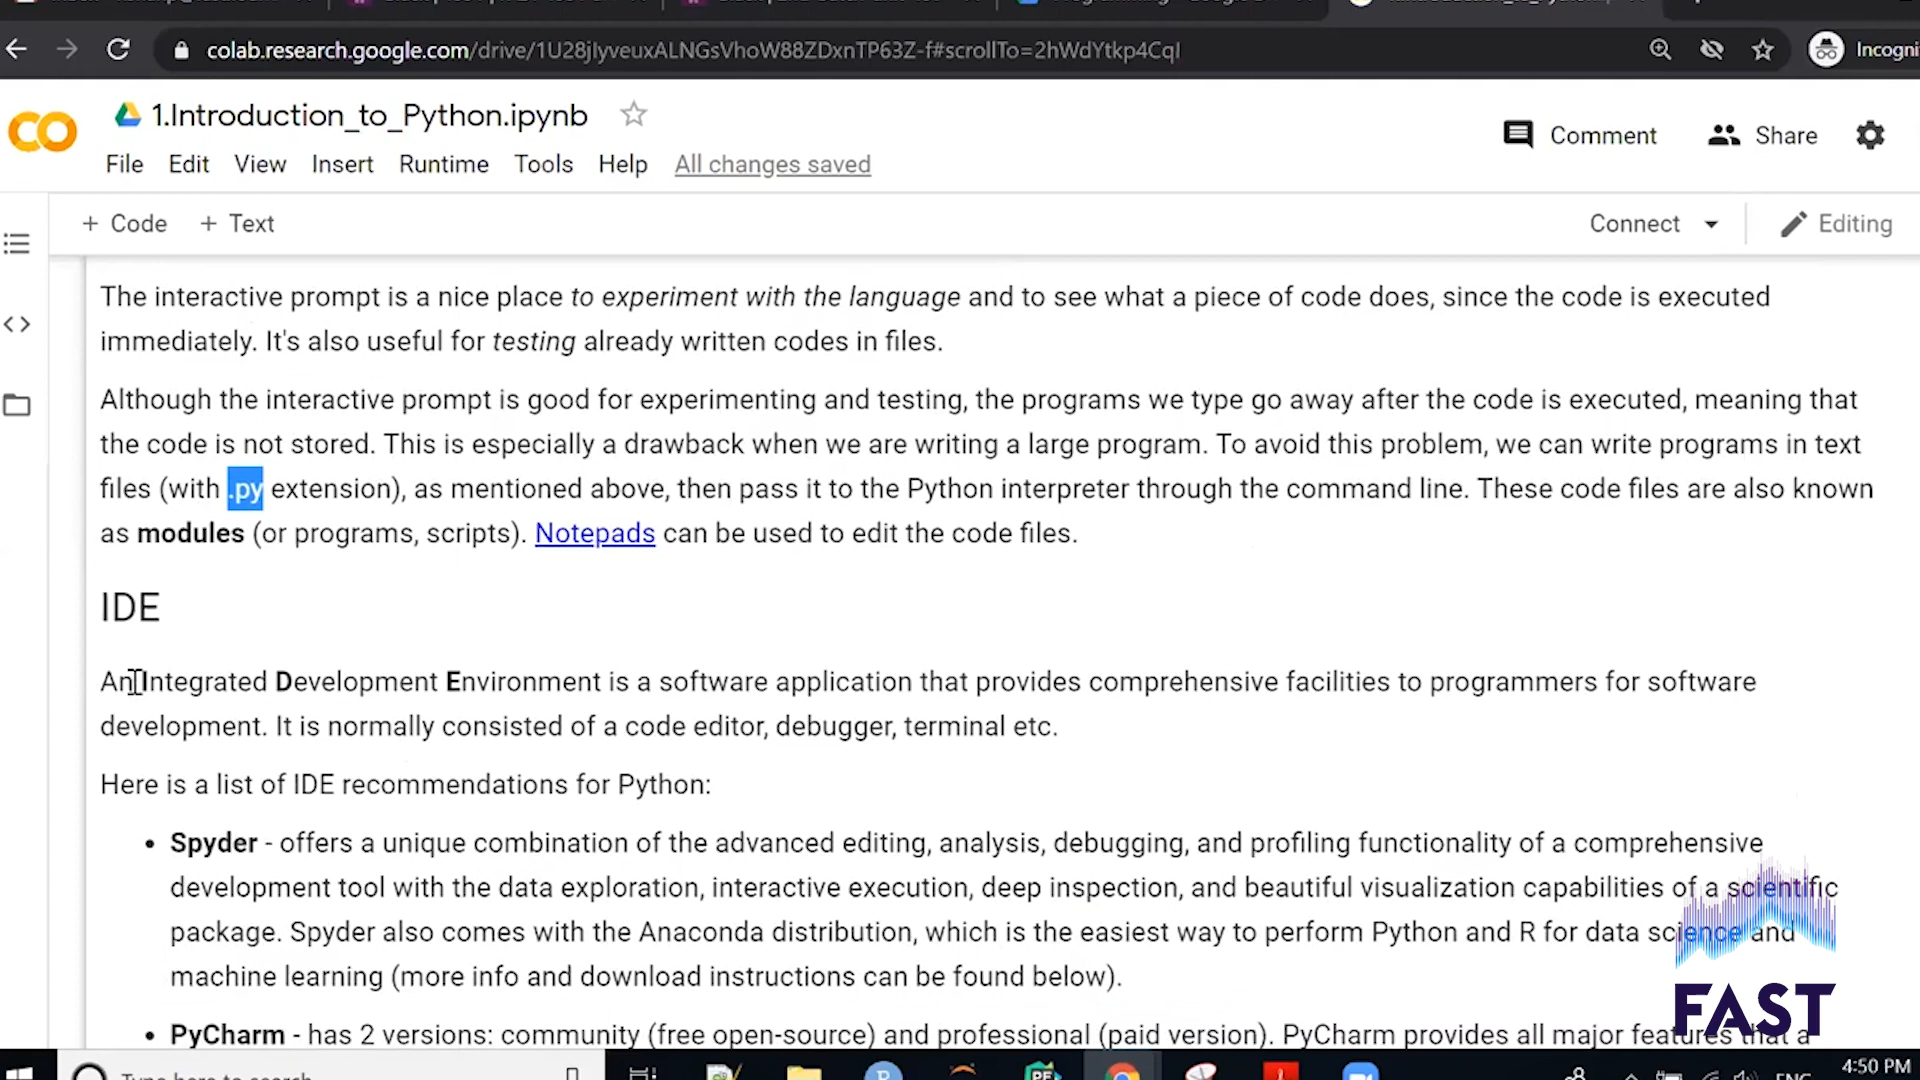 colab.research.google.com/drive/1U28jIyveuxALNGsVhoW88ZDxnTP63Z-f#scrollTo=2hWdYtkp4CqI
1.Introduction_to_Python.ipynb
Comment Share
File Edit View Insert Runtime Tools Help All changes saved
+ Code + Text Connect Editing
The interactive prompt is a nice place to experiment with the language and to see what a piece of code does, since the code is executed
immediately. It's also useful for testing already written codes in files.
Although the interactive prompt is good for experimenting and testing, the programs we type go away after the code is executed, meaning that
the code is not stored. This is especially a drawback when we are writing a large program. To avoid this problem, we can write programs in text
files (with .py extension), as mentioned above, then pass it to the Python interpreter through the command line. These code files are also known
as modules (or programs, scripts). Notepads can be used to edit the code files.
IDE
An Integrated Development Environment is a software application that provides comprehensive facilities to programmers for software
development. It is normally consisted of a code editor, debugger, terminal etc.
Here is a list of IDE recommendations for Python:
• Spyder - offers a unique combination of the advanced editing, analysis, debugging, and profiling functionality of a comprehensive
development tool with the data exploration, interactive execution, deep inspection, and beautiful visualization capabilities of a scientific
package. Spyder also comes with the Anaconda distribution, which is the easiest way to perform Python and R for data science and
machine learning (more info and download instructions can be found below).
FAST
• PyCharm - has 2 versions: community (free open-source) and professional (paid version). PyCharm provides all major features that a
Type here to search
4:50 PM